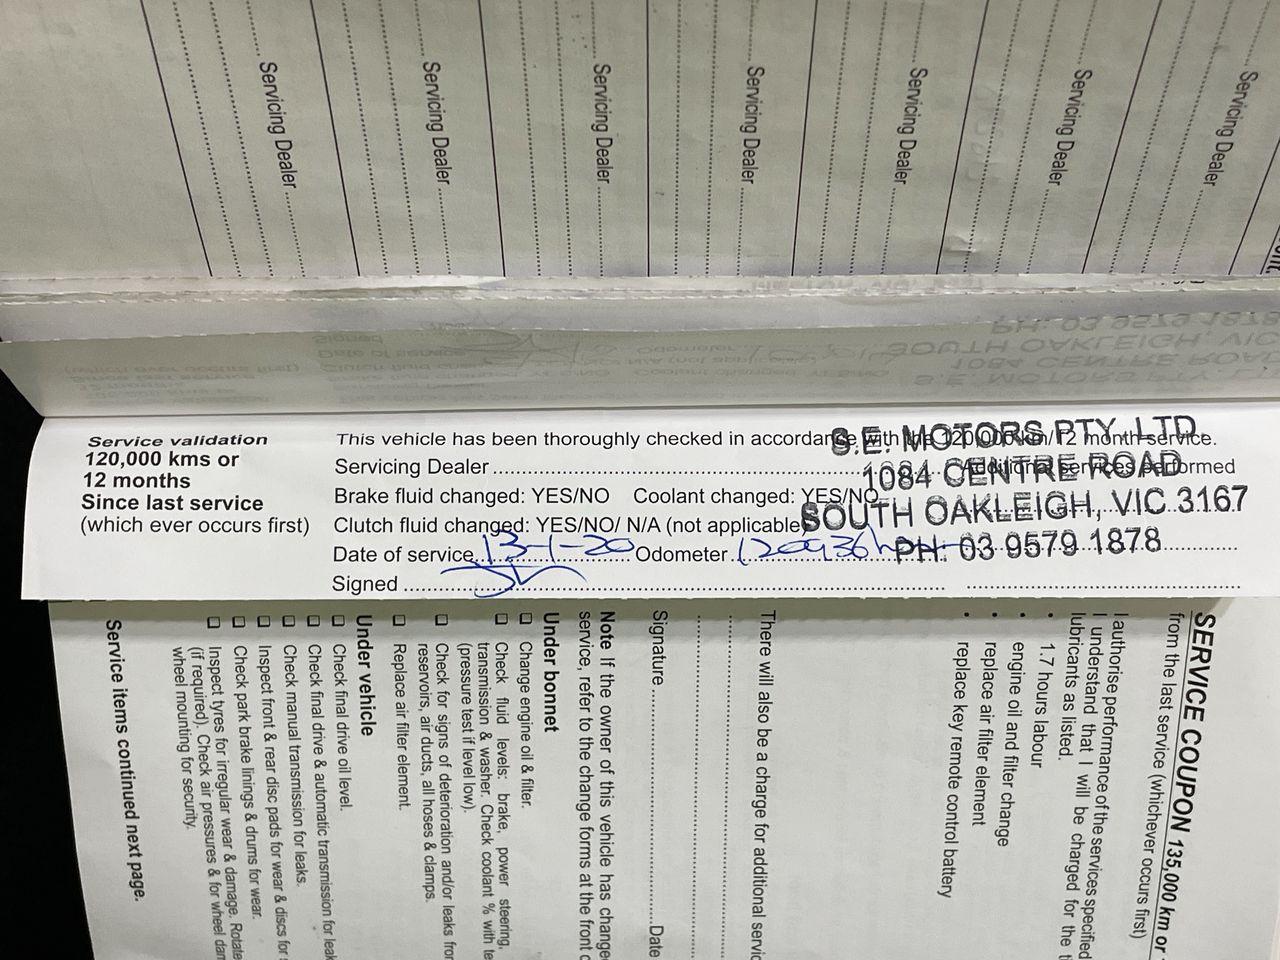 Servicing Dealer
Servicing Dealer
Servicing Dealer
Servicing Dealer
Servicing Dealer
Servicing Dealer
Servicing Dealer
Service validation
120,000 kms or
12 months
Since last service
(which ever occurs first)
This vehicle has been thoroughly checked in accordance with the 120,000 km/12 month service.
Servicing Dealer Additional services performed
Brake fluid changed: YES/NO Coolant changed: YES/NO
Clutch fluid changed: YES/NO/ N/A (not applicable)
Date of service 13-1-20 Odometer 120936
Signed
S.E. MOTORS PTY. LTD.
1084 CENTRE ROAD
SOUTH OAKLEIGH, VIC 3167
PH: 03 9579 1878
SERVICE COUPON 135,000 km or
from the last service (whichever occurs first)
I authorise performance of the services specified
I understand that I will be charged for the
lubricants as listed.
• 1.7 hours labour
• engine oil and filter change
• replace air filter element
• replace key remote control battery
There will also be a charge for additional
Signature Date
Note If the owner of this vehicle has
service, refer to the change forms at the front
Under bonnet
Change engine oil & filter.
Check fluid levels: brake, power steering,
transmission & washer. Check coolant % with
(pressure test if level low).
Check for signs of deterioration and/or leaks
reservoirs, air ducts, all hoses & clamps.
Replace air filter element.
Under vehicle
Check final drive oil level.
Check final drive & automatic transmission for
Check manual transmission for leaks.
Inspect front & rear disc pads for wear & discs for
Check park brake linings & drums for wear.
Inspect tyres for irregular wear & damage. Rotate
(if required). Check air pressures & for wheel
wheel mounting for security.
Service items continued next page.